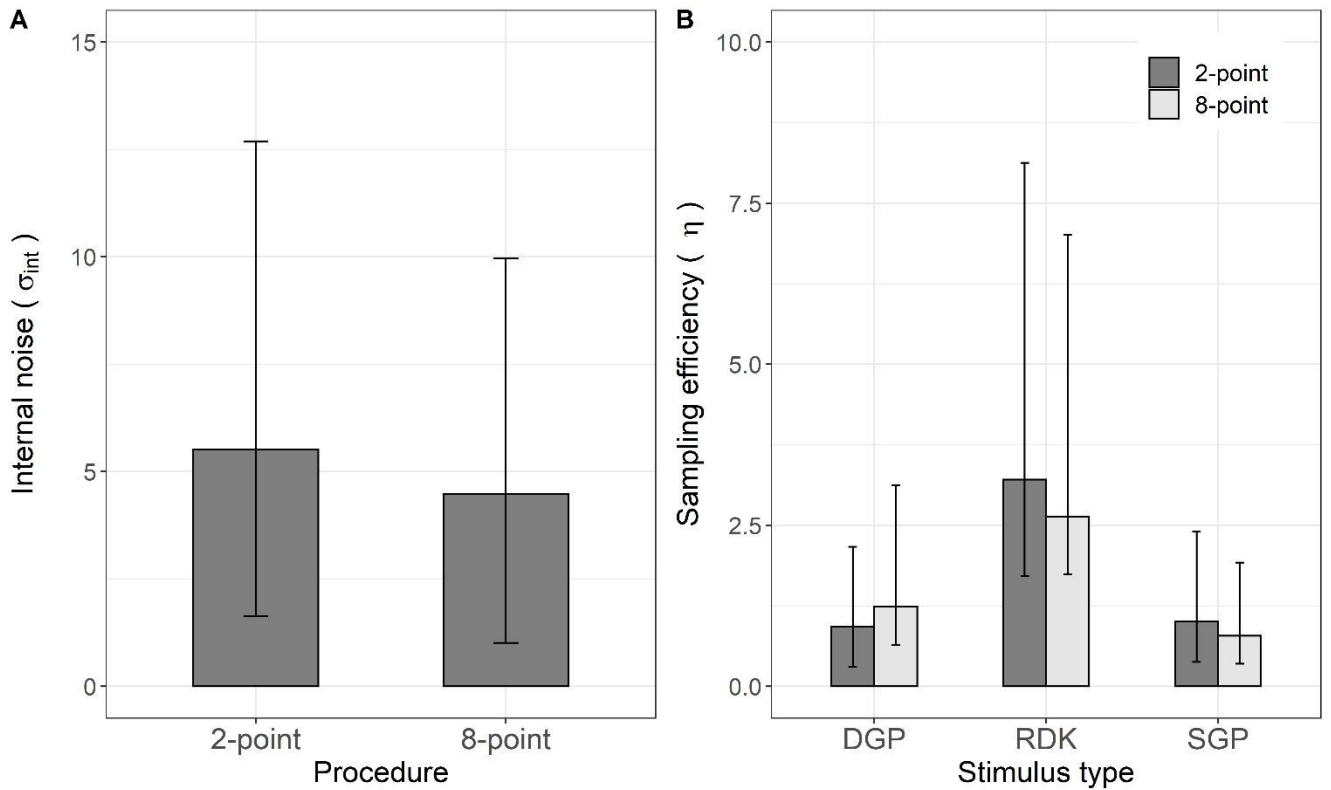 A
15
10
5
0
Internal noise ( σint )
2-point
8-point
Procedure
B
10.0
7.5
5.0
2.5
0.0
Sampling efficiency ( η )
2-point
8-point
DGP
RDK
SGP
Stimulus type